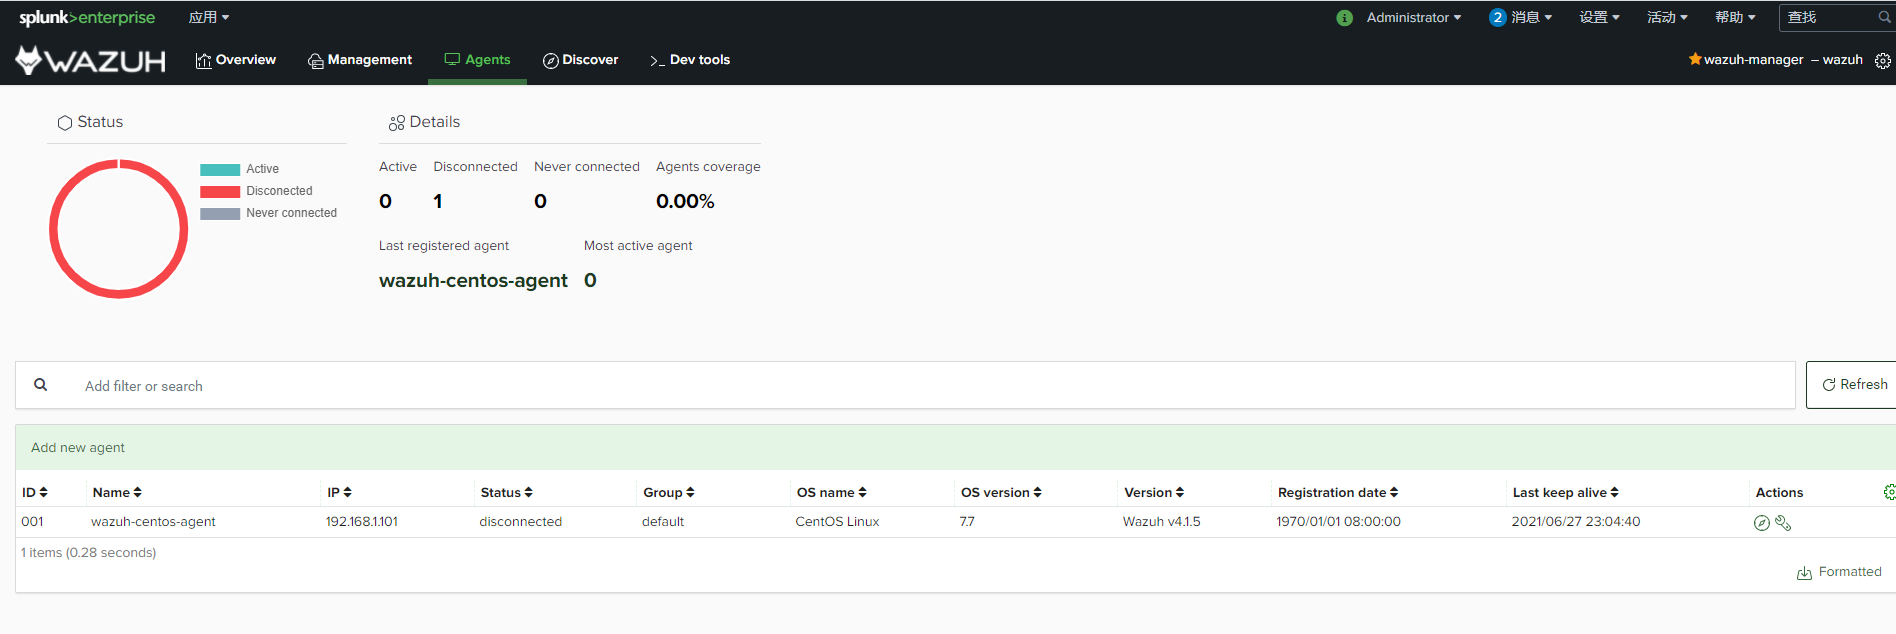 splunk>enterprise 应用 Administrator 2 消息 设置 活动 帮助 查找
WAZUH Overview Management Agents Discover >_ Dev tools wazuh-manager – wazuh
Status
Active
Disconected
Never connected
Details
Active Disconnected Never connected Agents coverage
0 1 0 0.00%
Last registered agent Most active agent
wazuh-centos-agent 0
Add filter or search Refresh
Add new agent
ID Name IP Status Group OS name OS version Version Registration date Last keep alive Actions
001 wazuh-centos-agent 192.168.1.101 disconnected default CentOS Linux 7.7 Wazuh v4.1.5 1970/01/01 08:00:00 2021/06/27 23:04:40
1 items (0.28 seconds)
Formatted